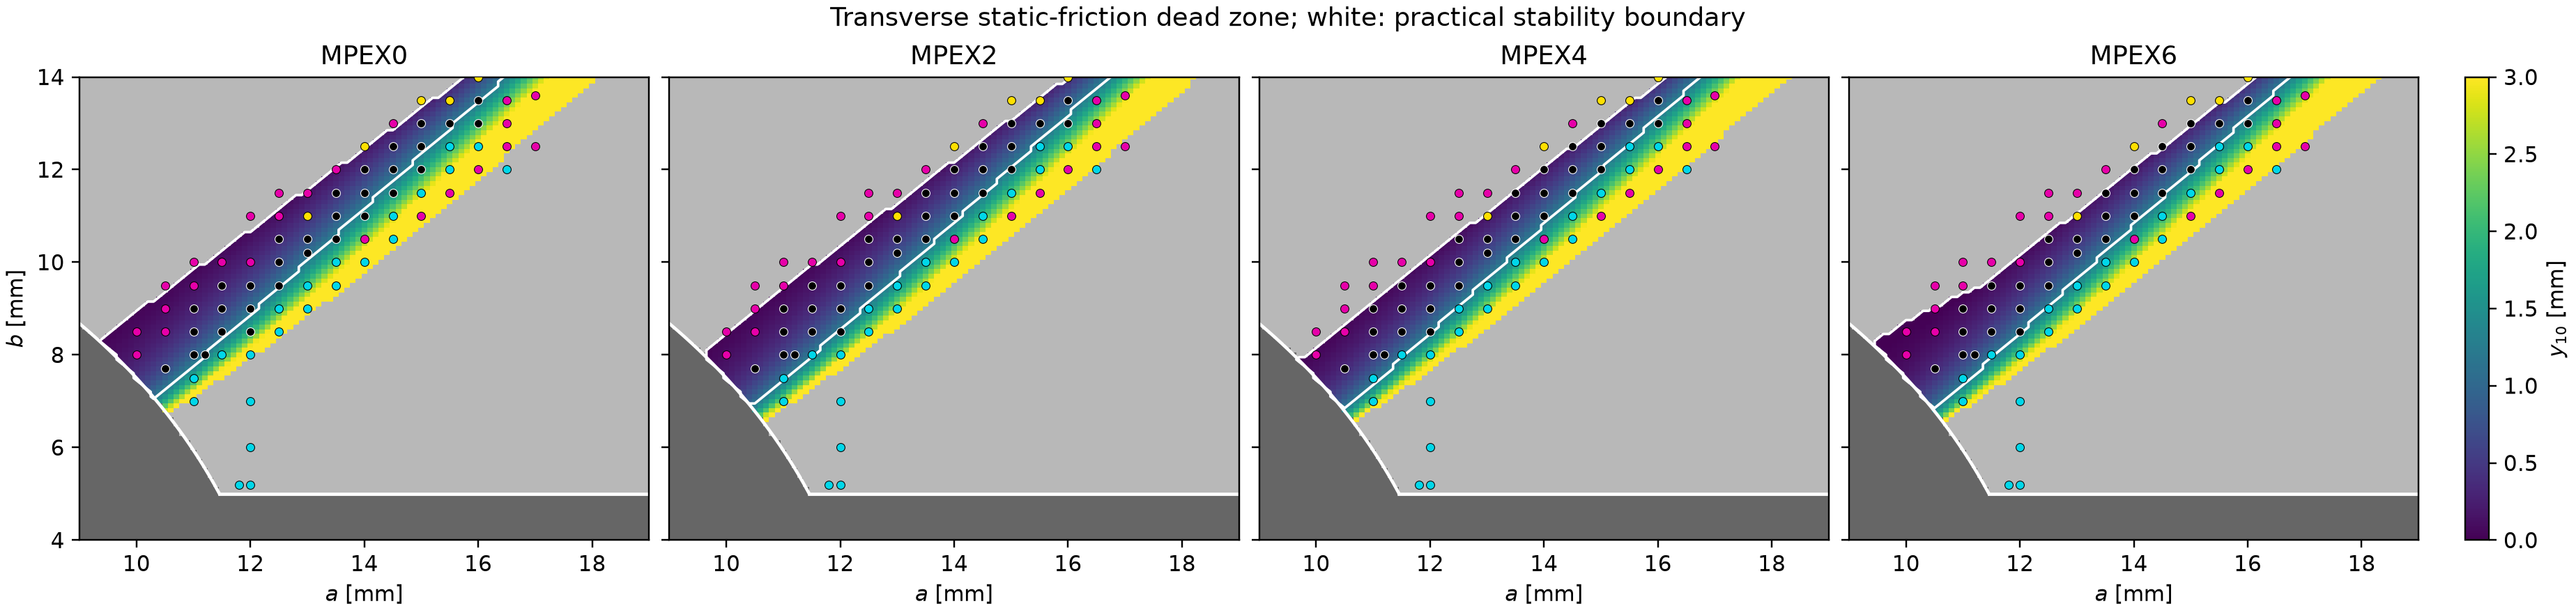 Transverse static-friction dead zone; white: practical stability boundary
MPEX0 MPEX2 MPEX4 MPEX6
14
12
10
8
6
4
b [mm]
10 12 14 16 18
a [mm]
10 12 14 16 18
a [mm]
10 12 14 16 18
a [mm]
10 12 14 16 18
a [mm]
3.0
2.5
2.0
1.5
1.0
0.5
0.0
y₁₀ [mm]